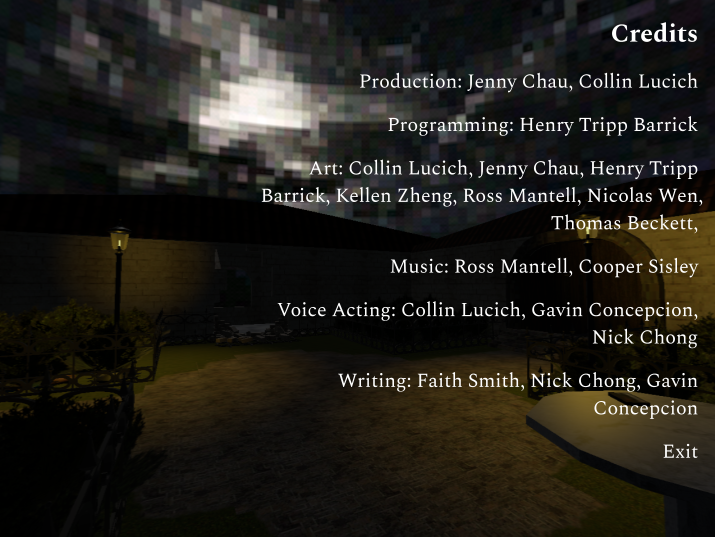 Credits
Production: Jenny Chau, Collin Lucich
Programming: Henry Tripp Barrick
Art: Collin Lucich, Jenny Chau, Henry Tripp
Barrick, Kellen Zheng, Ross Mantell, Nicolas Wen,
Thomas Beckett,
Music: Ross Mantell, Cooper Sisley
Voice Acting: Collin Lucich, Gavin Concepcion,
Nick Chong
Writing: Faith Smith, Nick Chong, Gavin
Concepcion
Exit